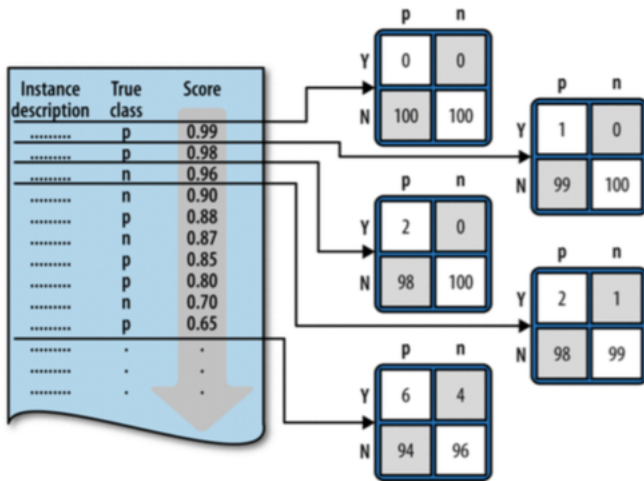 Instance True Score
description class
......... p 0.99
......... p 0.98
......... n 0.96
......... n 0.90
......... p 0.88
......... n 0.87
......... p 0.85
......... p 0.80
......... n 0.70
......... p 0.65
......... . .
......... . .
......... . .
p n
Y 0 0
N 100 100
p n
Y 1 0
N 99 100
p n
Y 2 0
N 98 100
p n
Y 2 1
N 98 99
p n
Y 6 4
N 94 96